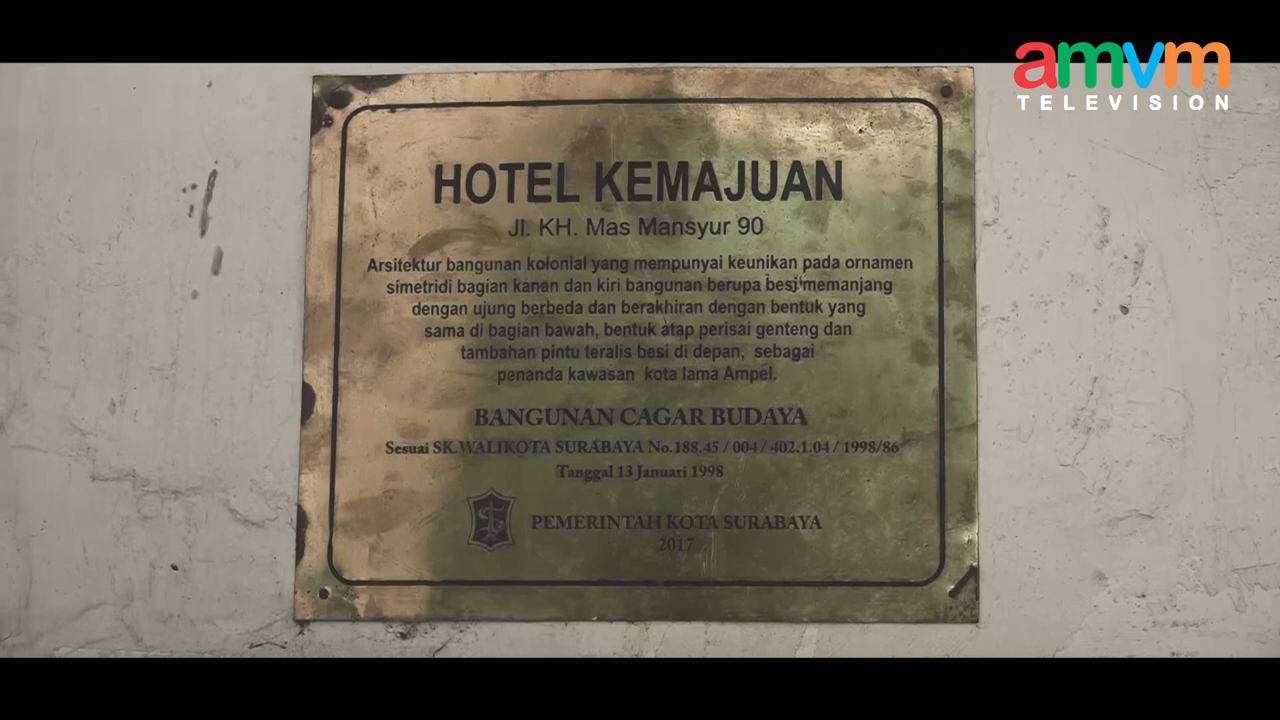 amvm
TELEVISION
HOTEL KEMAJUAN
Jl. KH. Mas Mansyur 90
Arsitektur bangunan kolonial yang mempunyai keunikan pada ornamen
simetridi bagian kanan dan kiri bangunan berupa besi memanjang
dengan ujung berbeda dan berakhiran dengan bentuk yang
sama di bagian bawah, bentuk atap perisai genteng dan
tambahan pintu teralis besi di depan, sebagai
penanda kawasan kota lama Ampel.
BANGUNAN CAGAR BUDAYA
Sesuai SK.WALIKOTA SURABAYA No.188.45 / 004 / 402.1.04 / 1998/86
Tanggal 13 Januari 1998
PEMERINTAH KOTA SURABAYA
2017